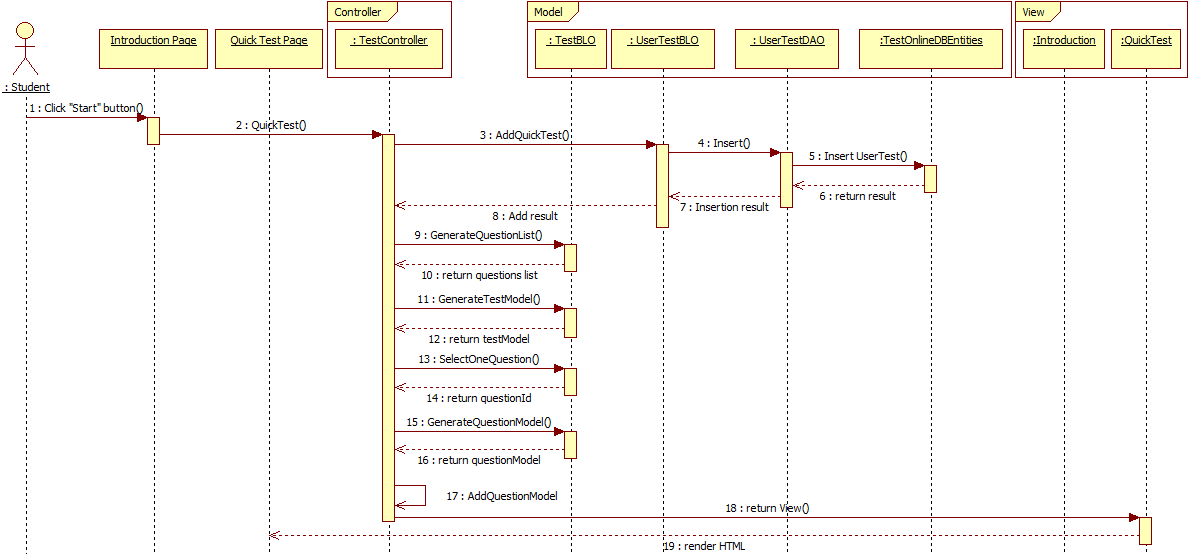 Controller
Model
View
Introduction Page
Quick Test Page
: TestController
: TestBLO
: UserTestBLO
: UserTestDAO
:TestOnlineDBEntities
:Introduction
:QuickTest
: Student
1 : Click "Start" button()
2 : QuickTest()
3 : AddQuickTest()
4 : Insert()
5 : Insert UserTest()
6 : return result
7 : Insertion result
8 : Add result
9 : GenerateQuestionList()
10 : return questions list
11 : GenerateTestModel()
12 : return testModel
13 : SelectOneQuestion()
14 : return questionId
15 : GenerateQuestionModel()
16 : return questionModel
17 : AddQuestionModel
18 : return View()
19 : render HTML